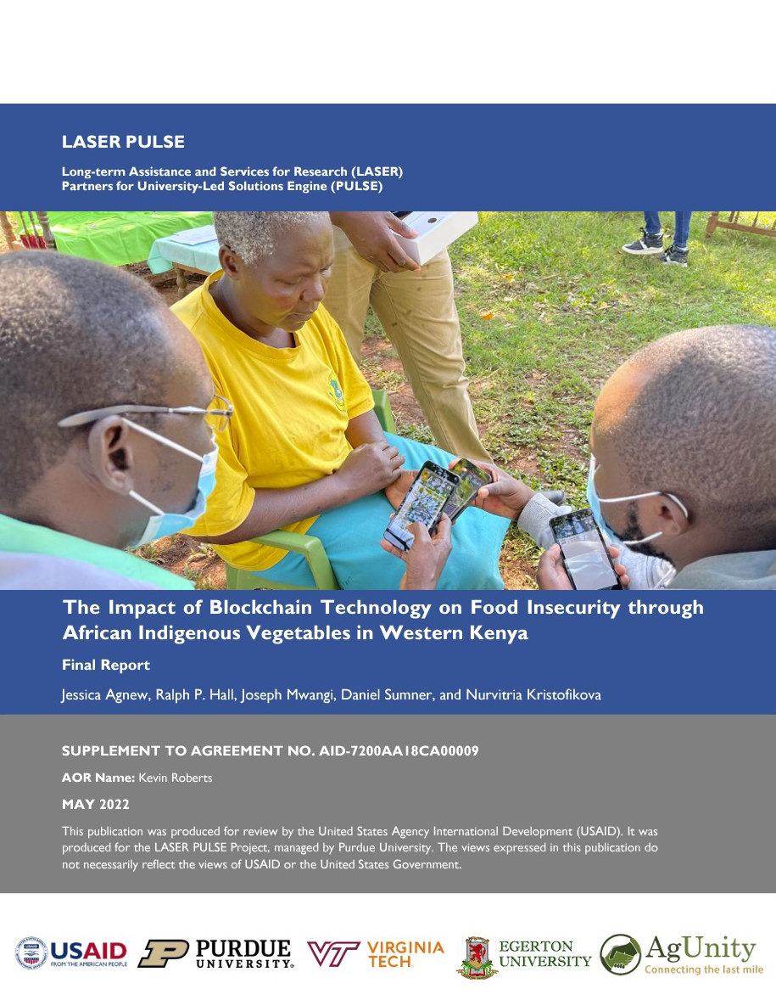 LASER PULSE
Long-term Assistance and Services for Research (LASER)
Partners for University-Led Solutions Engine (PULSE)
The Impact of Blockchain Technology on Food Insecurity through
African Indigenous Vegetables in Western Kenya
Final Report
Jessica Agnew, Ralph P. Hall, Joseph Mwangi, Daniel Sumner, and Nurvitria Kristofikova
SUPPLEMENT TO AGREEMENT NO. AID-7200AA18CA00009
AOR Name: Kevin Roberts
MAY 2022
This publication was produced for review by the United States Agency International Development (USAID). It was
produced for the LASER PULSE Project, managed by Purdue University. The views expressed in this publication do
not necessarily reflect the views of USAID or the United States Government.
USAID
FROM THE AMERICAN PEOPLE
PURDUE
UNIVERSITY®
VIRGINIA
TECH
EGERTON
UNIVERSITY
AgUnity
Connecting the last mile